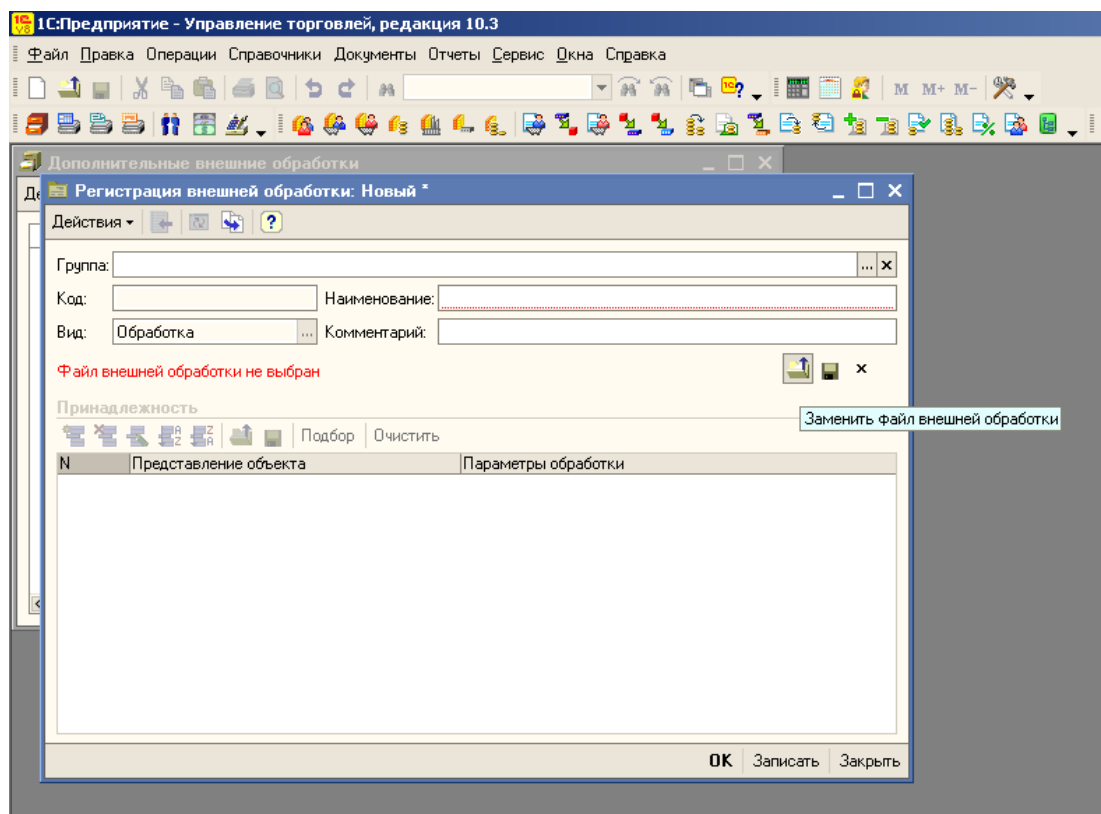 1С:Предприятие - Управление торговлей, редакция 10.3
Файл Правка Операции Справочники Документы Отчеты Сервис Окна Справка
M M+ M-
Дополнительные внешние обработки
Де
Регистрация внешней обработки: Новый *
Действия
Группа: ... x
Код: Наименование:
Вид: Обработка ... Комментарий:
Файл внешней обработки не выбран
Заменить файл внешней обработки
Принадлежность
Подбор Очистить
N Представление объекта Параметры обработки
OK Записать Закрыть